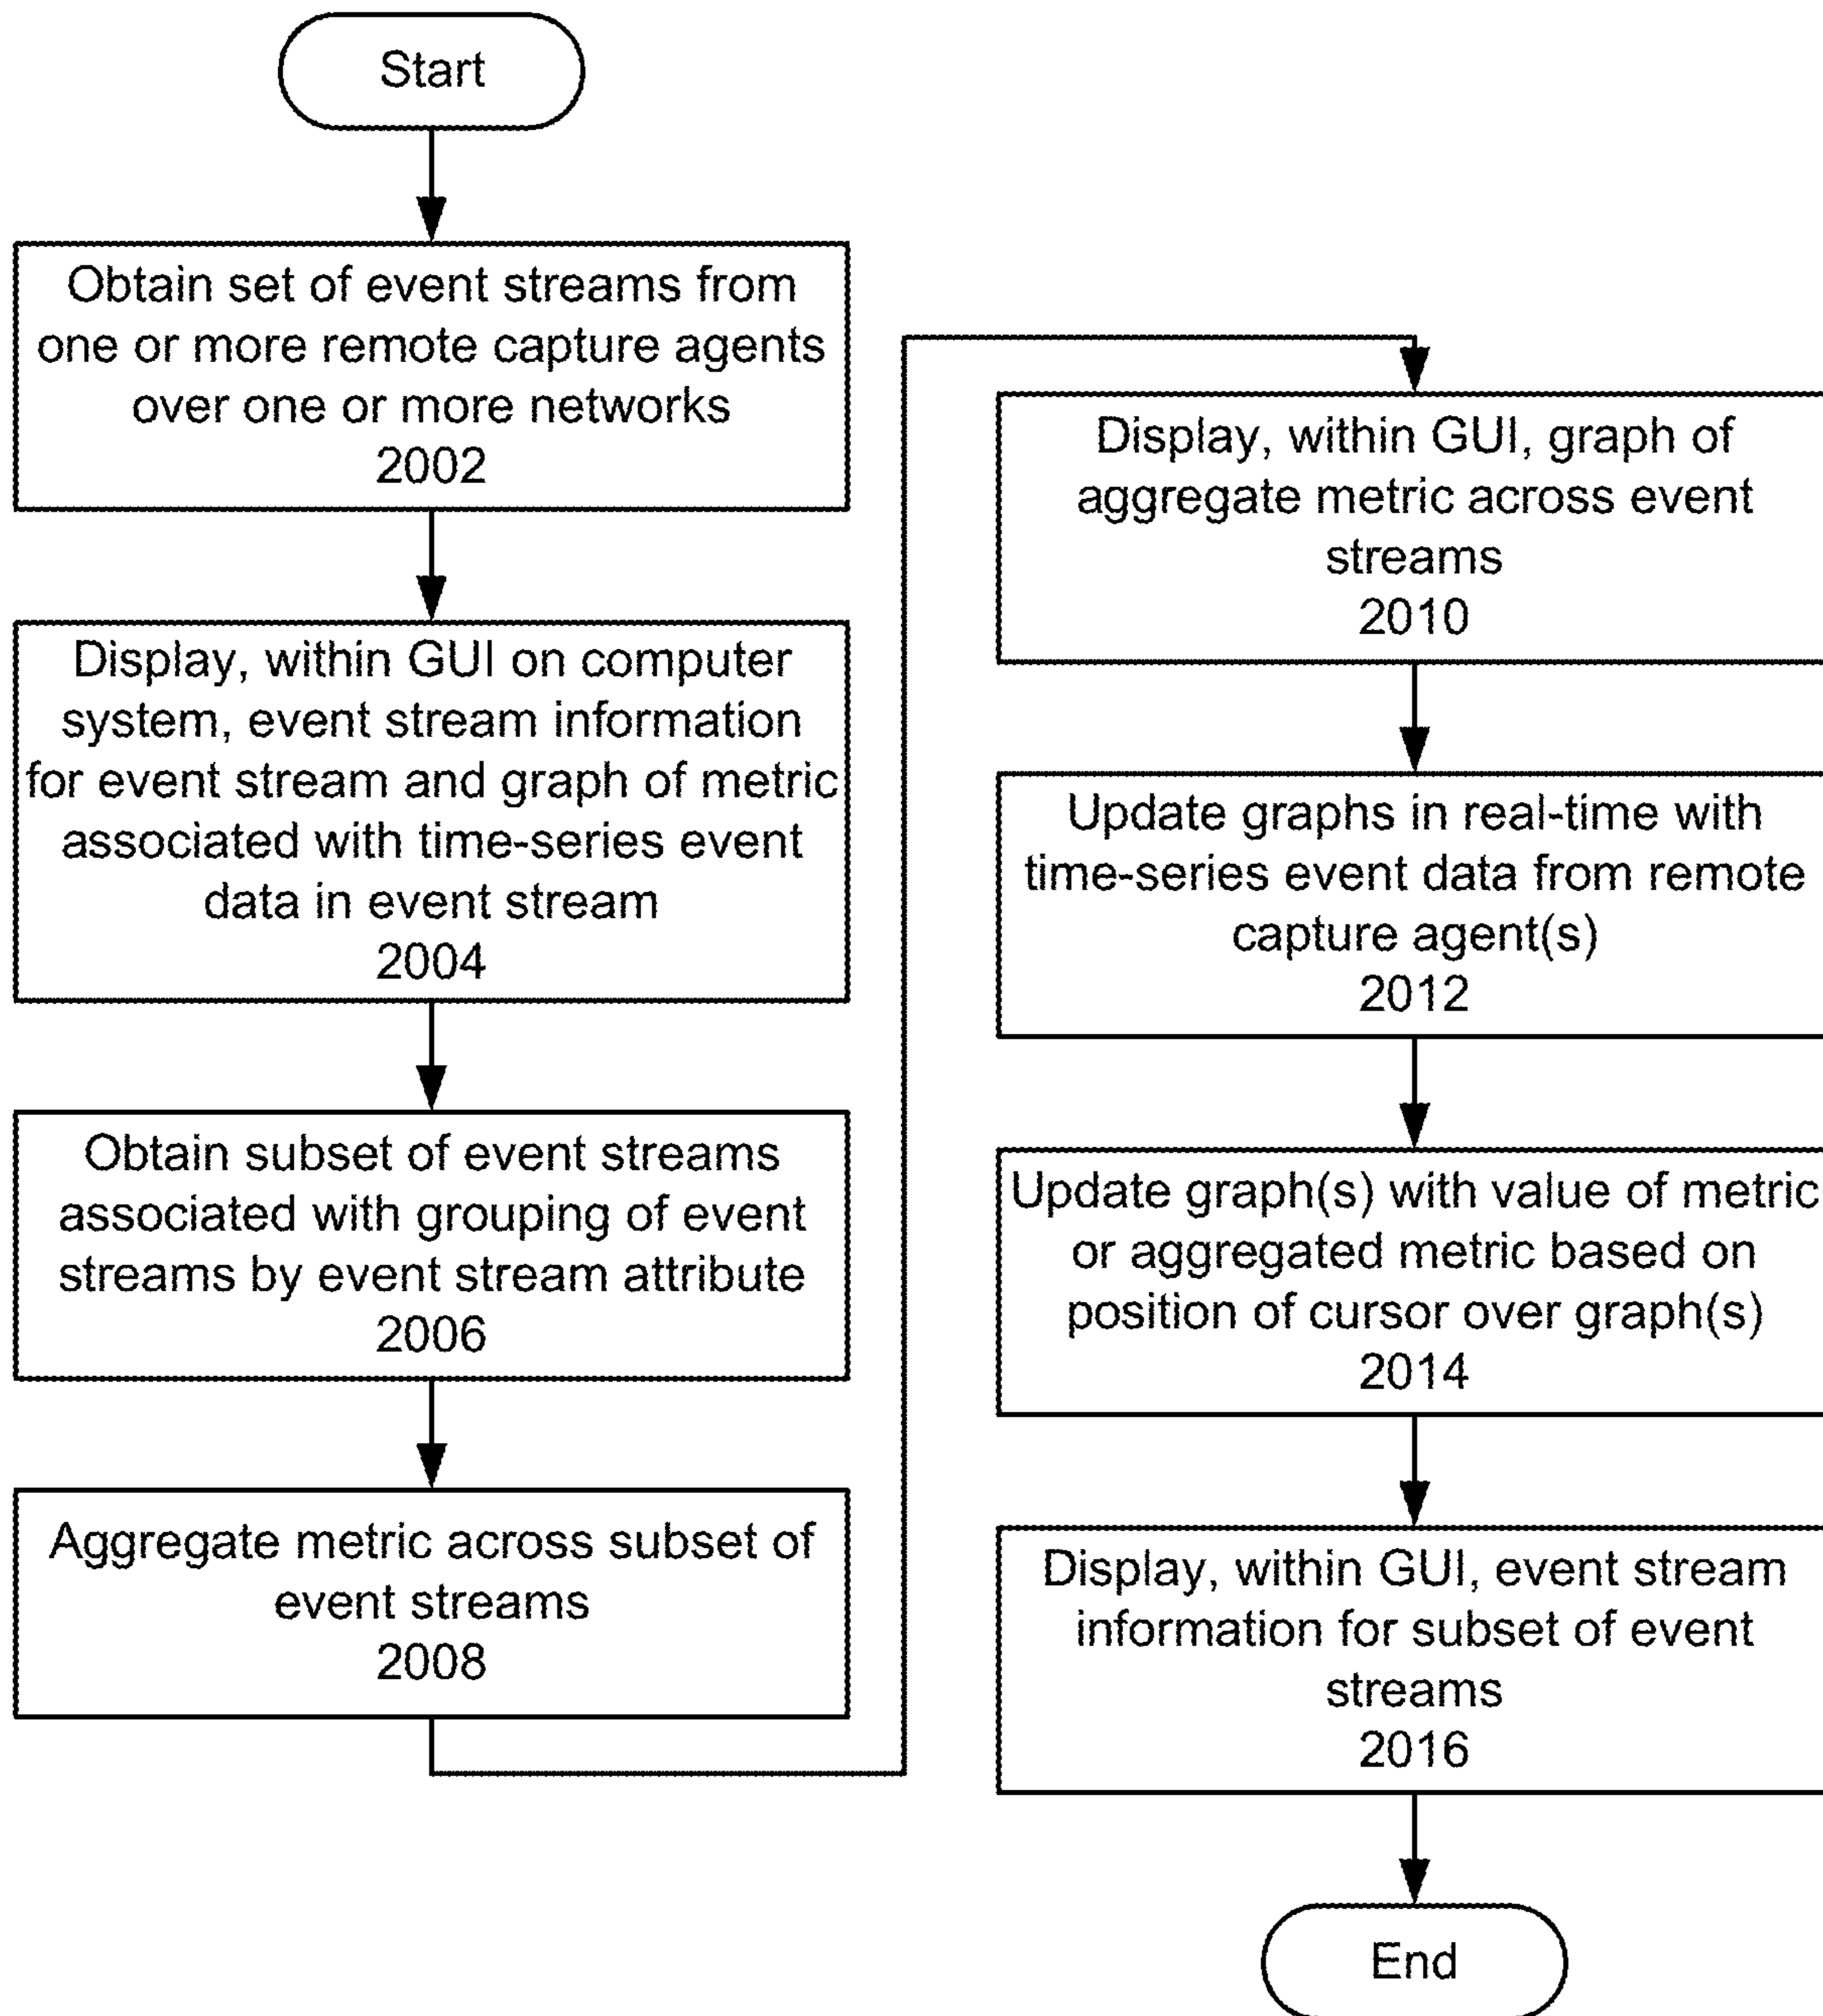 Start
Obtain set of event streams from
one or more remote capture agents
over one or more networks
2002
Display, within GUI on computer
system, event stream information
for event stream and graph of metric
associated with time-series event
data in event stream
2004
Obtain subset of event streams
associated with grouping of event
streams by event stream attribute
2006
Aggregate metric across subset of
event streams
2008
Display, within GUI, graph of
aggregate metric across event
streams
2010
Update graphs in real-time with
time-series event data from remote
capture agent(s)
2012
Update graph(s) with value of metric
or aggregated metric based on
position of cursor over graph(s)
2014
Display, within GUI, event stream
information for subset of event
streams
2016
End